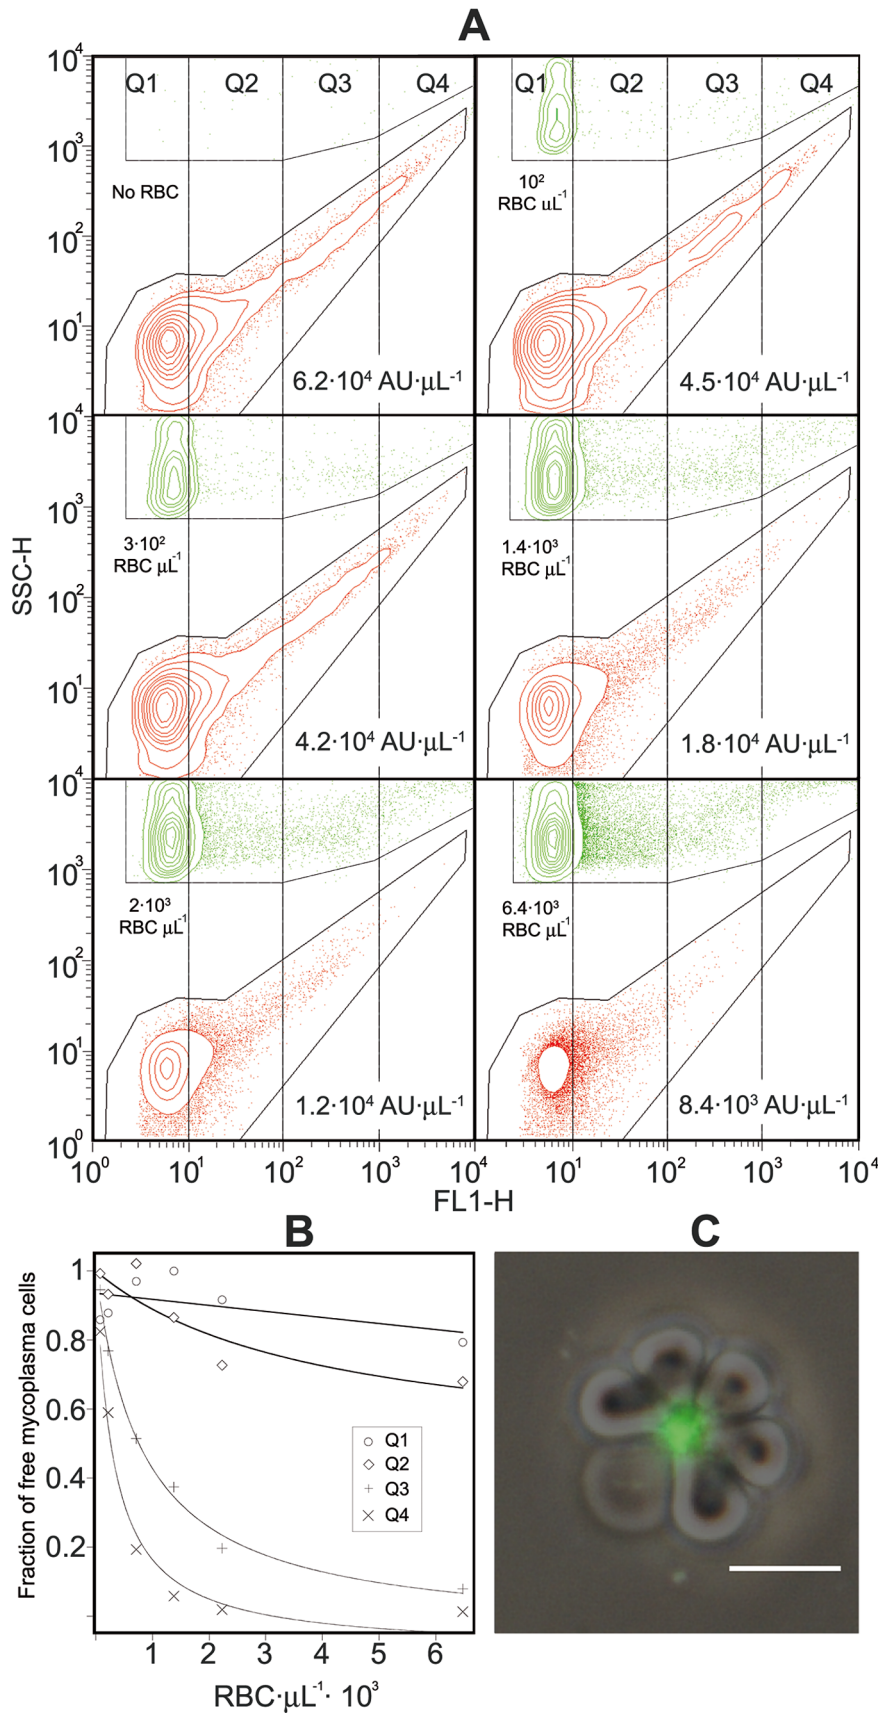 A
10⁴
Q1 Q2 Q3 Q4
Q1 Q2 Q3 Q4
10³
No RBC
10²
RBC uL⁻¹
10²
10¹
6.2·10⁴ AU·µL⁻¹
4.5·10⁴ AU·µL⁻¹
10⁴
10³
3·10²
RBC µL⁻¹
1.4·10³
RBC µL⁻¹
SSC-H
10²
10¹
4.2·10⁴ AU·µL⁻¹
1.8·10⁴ AU·µL⁻¹
10⁴
10³
2·10³
RBC µL⁻¹
6.4·10³
RBC µL⁻¹
10²
10¹
1.2·10⁴ AU·µL⁻¹
8.4·10³ AU·µL⁻¹
10⁰
10⁰ 10¹ 10² 10³ 10⁴ 10¹ 10² 10³ 10⁴
FL1-H
B
C
Fraction of free mycoplasma cells
1
0.8
0.6
0.4
0.2
Q1
Q2
Q3
Q4
1 2 3 4 5 6
RBC·µL⁻¹· 10³